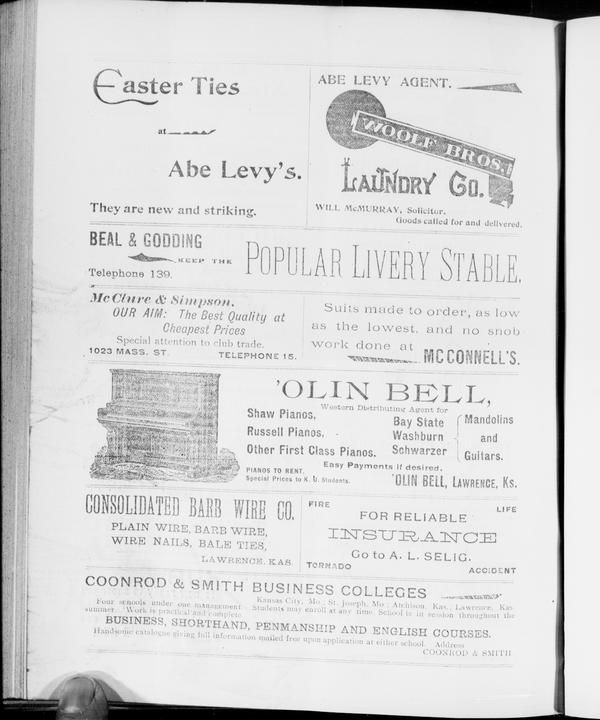 Easter Ties
at
Abe Levy's.
They are new and striking.
ABE LEVY AGENT.
WOOLF BROS.
LAUNDRY CO.
WILL McMURRAY, Solicitor.
Goods called for and delivered.
BEAL & GODDING
KEEP THE
Telephone 139.
POPULAR LIVERY STABLE.
McClure & Simpson.
OUR AIM: The Best Quality at
Cheapest Prices
Special attention to club trade.
1023 MASS. ST. TELEPHONE 15.
Suits made to order, as low
as the lowest, and no snob
work done at
MCCONNELL'S.
'OLIN BELL,
Western Distributing Agent for
Shaw Pianos,
Russell Pianos,
Other First Class Pianos.
Bay State
Washburn
Schwarzer
Mandolins
and
Guitars.
Easy Payments if desired.
PIANOS TO RENT.
Special Prices to K. U. Students.
'OLIN BELL, LAWRENCE, KS.
CONSOLIDATED BARB WIRE CO.
PLAIN WIRE, BARB WIRE,
WIRE NAILS, BALE TIES,
LAWRENCE, KAS.
FIRE LIFE
FOR RELIABLE
INSURANCE
Go to A. L. SELIG.
TORNADO ACCIDENT
COONROD & SMITH BUSINESS COLLEGES
Four schools under one management Kansas City, Mo; St. Joseph, Mo; Atchison, Kas.; Lawrence, Kas.
summer. Work is practical and complete. Students may enroll at any time. School is in session throughout the
BUSINESS, SHORTHAND, PENMANSHIP AND ENGLISH COURSES.
Handsome catalogue giving full information mailed free upon application at either school. Address
COONROD & SMITH